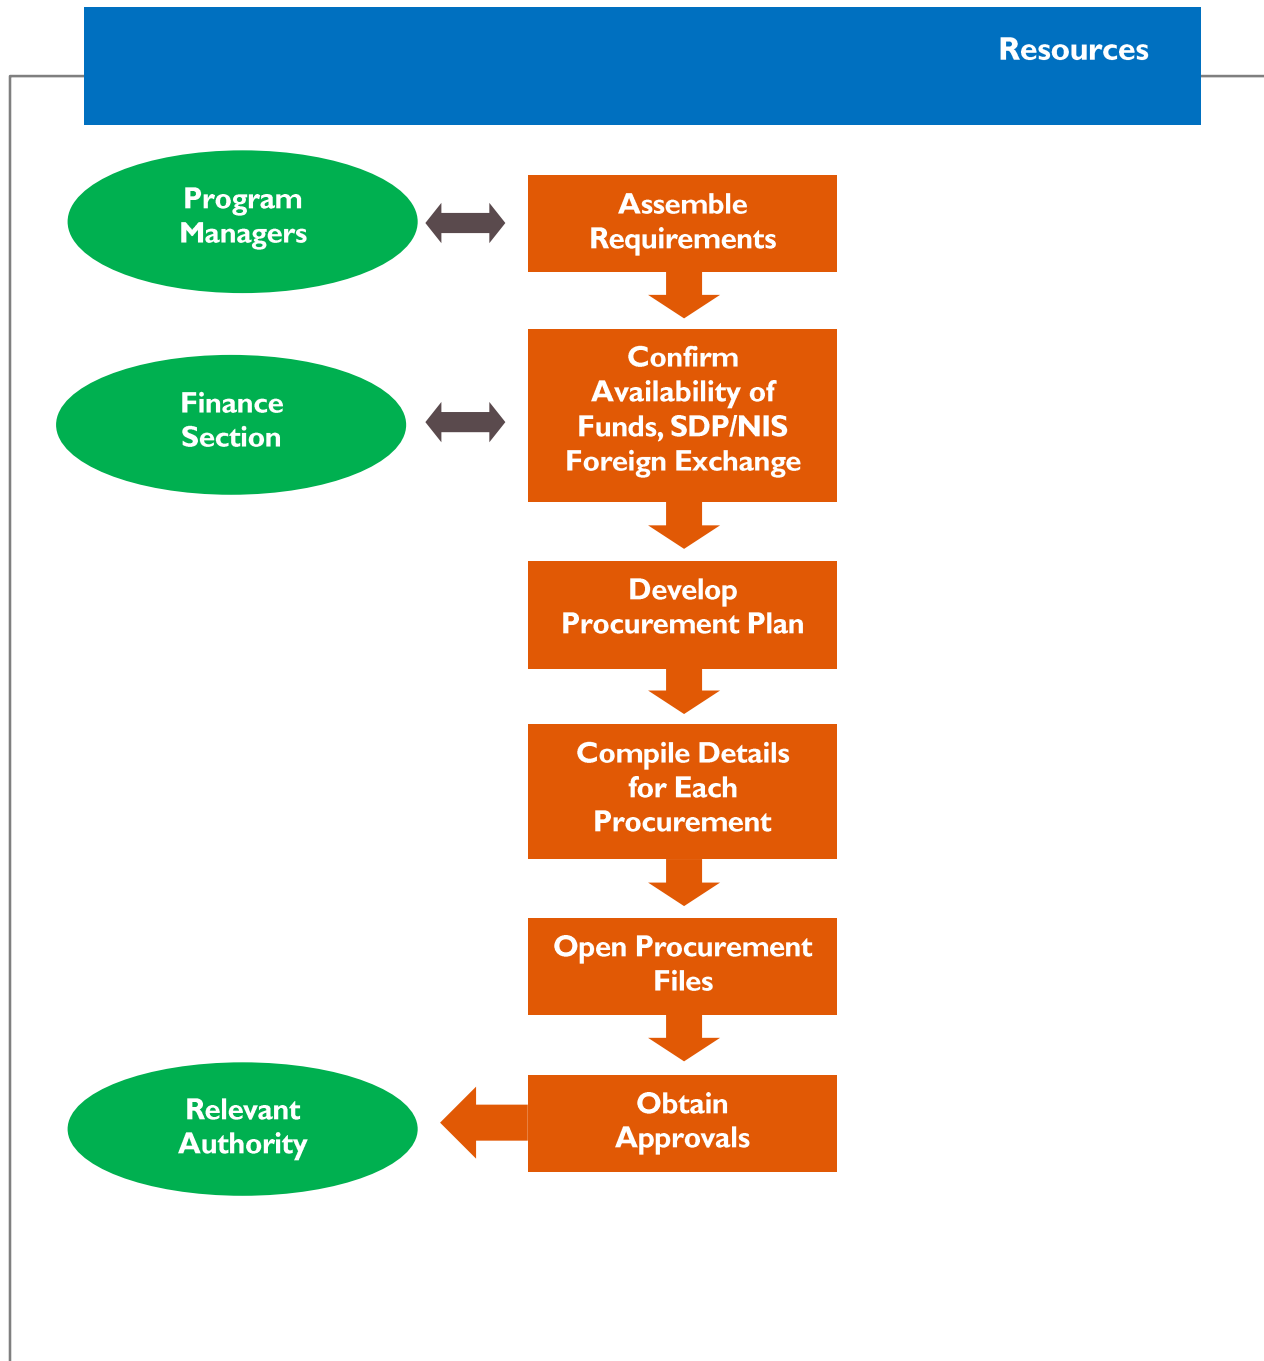 Resources
Program
Managers
Assemble
Requirements
Finance
Section
Confirm
Availability of
Funds, SDP/NIS
Foreign Exchange
Develop
Procurement Plan
Compile Details
for Each
Procurement
Open Procurement
Files
Relevant
Authority
Obtain
Approvals